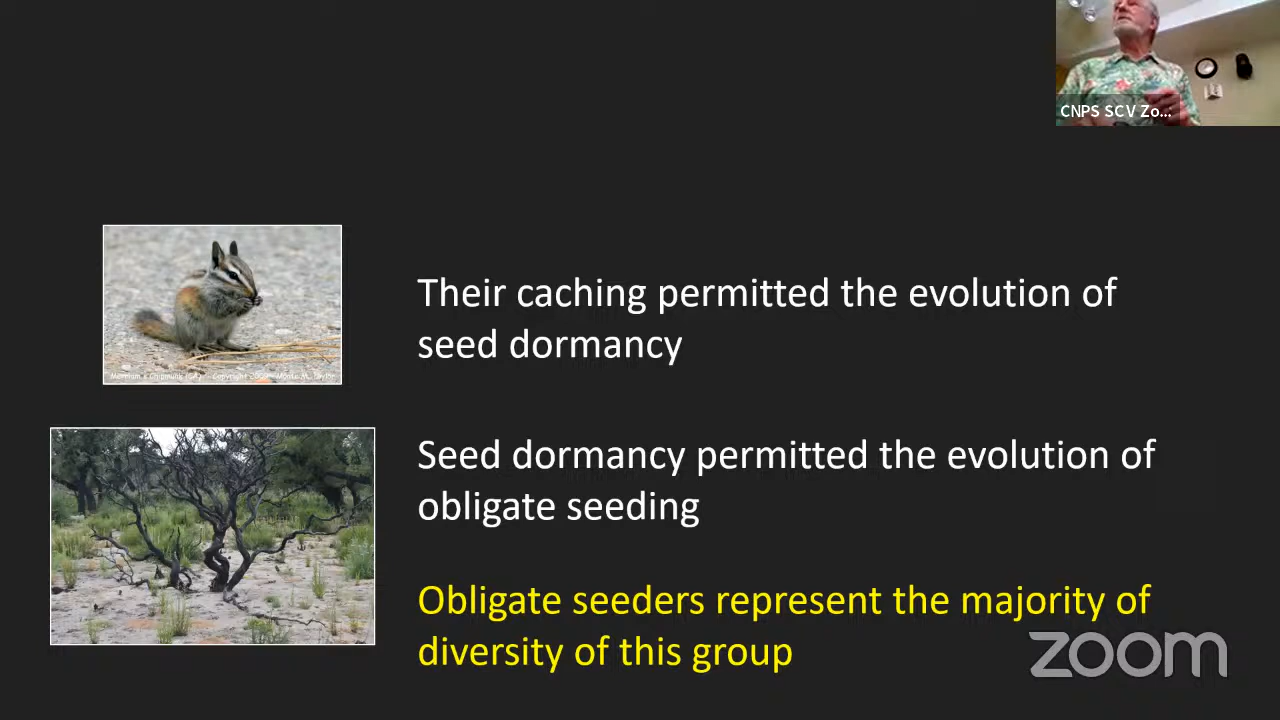 CNPS SCV Zo...
Their caching permitted the evolution of
seed dormancy
Seed dormancy permitted the evolution of
obligate seeding
Obligate seeders represent the majority of
diversity of this group
zoom